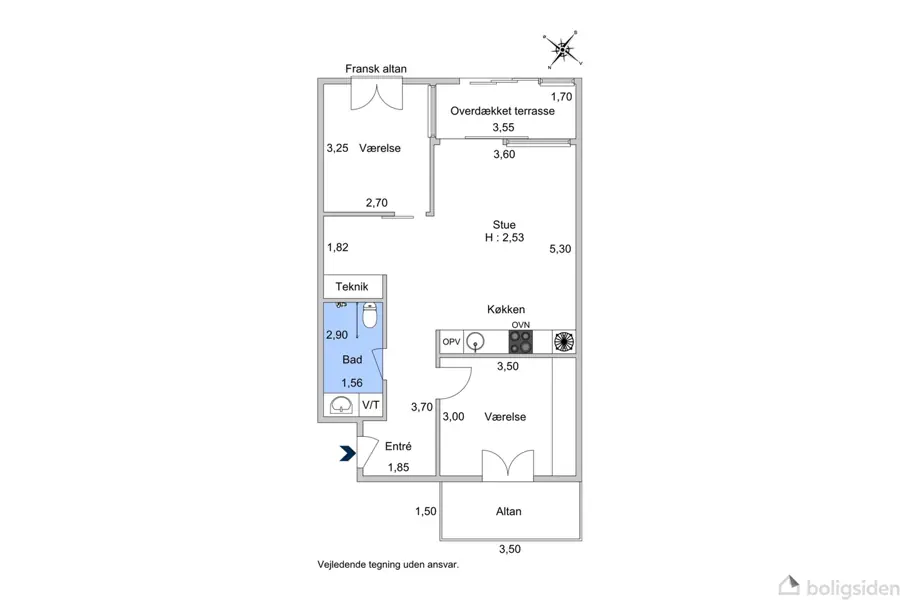 Ø S
N V
Fransk altan
1,70
Overdækket terrasse
3,55
3,25 Værelse
3,60
2,70
Stue
H : 2,53
1,82
5,30
Teknik
Køkken
OVN
2,90
OPV
Bad
3,50
1,56
V/T
3,70
3,00 Værelse
Entré
1,85
1,50
Altan
3,50
Vejledende tegning uden ansvar.
boligsiden